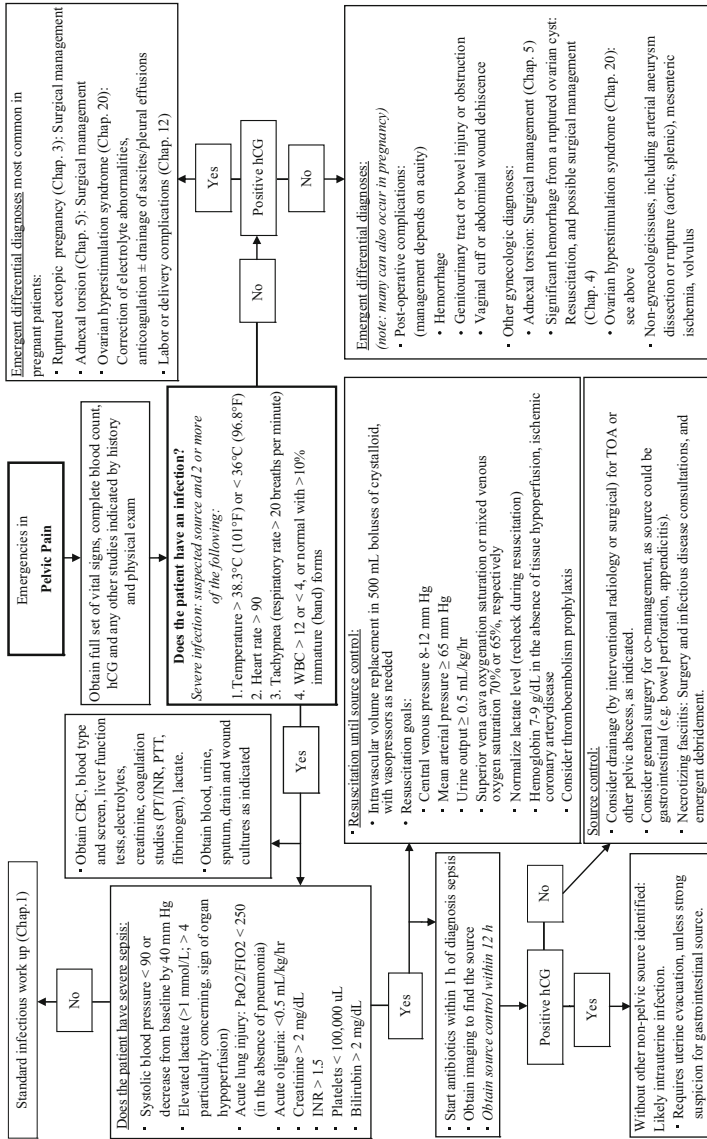 Emergencies in
Pelvic Pain
Obtain full set of vital signs, complete blood count,
hCG and any other studies indicated by history
and physical exam
Does the patient have an infection?
Severe infection: suspected source and 2 or more
of the following:
1. Temperature > 38.3°C (101°F) or < 36°C (96.8°F)
2. Heart rate > 90
3. Tachypnea (respiratory rate > 20 breaths per minute)
4. WBC > 12 or < 4, or normal with >10%
immature (band) forms
No
Positive hCG
Yes
Emergent differential diagnoses most common in
pregnant patients:
▪ Ruptured ectopic pregnancy (Chap. 3): Surgical management
▪ Adnexal torsion (Chap. 5): Surgical management
▪ Ovarian hyperstimulation syndrome (Chap. 20):
Correction of electrolyte abnormalities,
anticoagulation ± drainage of ascites/pleural effusions
▪ Labor or delivery complications (Chap. 12)
No
Emergent differential diagnoses:
(note: many can also occur in pregnancy)
▪ Post-operative complications:
(management depends on acuity)
▪ Hemorrhage
▪ Genitourinary tract or bowel injury or obstruction
▪ Vaginal cuff or abdominal wound dehiscence
▪ Other gynecologic diagnoses:
▪ Adnexal torsion: Surgical management (Chap. 5)
▪ Significant hemorrhage from a ruptured ovarian cyst:
Resuscitation, and possible surgical management
(Chap. 4)
▪ Ovarian hyperstimulation syndrome (Chap. 20):
see above
▪ Non-gynecologicissues, including arterial aneurysm
dissection or rupture (aortic, splenic), mesenteric
ischemia, volvulus
Yes
▪ Obtain CBC, blood type
and screen, liver function
tests,electrolytes,
creatinine, coagulation
studies (PT/INR, PTT,
fibrinogen), lactate.
▪ Obtain blood, urine,
sputum, drain and wound
cultures as indicated
Does the patient have severe sepsis:
▪ Systolic blood pressure < 90 or
decrease from baseline by 40 mm Hg
▪ Elevated lactate (>1 mmol/L; > 4
particularly concerning, sign of organ
hypoperfusion)
▪ Acute lung injury: PaO2/FIO2 < 250
(in the absence of pneumonia)
▪ Acute oliguria: <0.5 mL/kg/hr
▪ Creatinine > 2 mg/dL
▪ INR > 1.5
▪ Platelets < 100,000 uL
▪ Bilirubin > 2 mg/dL
No
Standard infectious work up (Chap.1)
Yes
▪ Resuscitation until source control:
▪ Intravascular volume replacement in 500 mL boluses of crystalloid,
with vasopressors as needed
▪ Resuscitation goals:
▪ Central venous pressure 8-12 mm Hg
▪ Mean arterial pressure ≥ 65 mm Hg
▪ Urine output ≥ 0.5 mL/kg/hr
▪ Superior vena cava oxygenation saturation or mixed venous
oxygen saturation 70% or 65%, respectively
▪ Normalize lactate level (recheck during resuscitation)
▪ Hemoglobin 7-9 g/dL in the absence of tissue hypoperfusion, ischemic
coronary arterydisease
▪ Consider thromboembolism prophylaxis
▪ Start antibiotics within 1 h of diagnosis sepsis
▪ Obtain imaging to find the source
▪ Obtain source control within 12 h
Positive hCG
No
Source control:
▪ Consider drainage (by interventional radiology or surgical) for TOA or
other pelvic abscess, as indicated.
▪ Consider general surgery for co-management, as source could be
gastrointestinal (e.g. bowel perforation, appendicitis).
▪ Necrotizing fasciitis: Surgery and infectious disease consultations, and
emergent debridement.
Yes
Without other non-pelvic source identified:
Likely intrauterine infection.
▪ Requires uterine evacuation, unless strong
suspicion for gastrointestinal source.